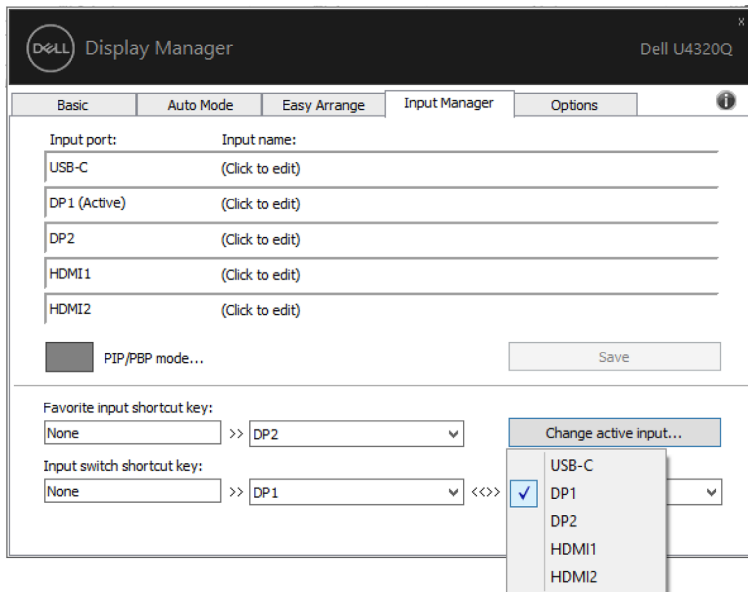 DELL Display Manager
Dell U4320Q
Basic Auto Mode Easy Arrange Input Manager Options
Input port: Input name:
USB-C (Click to edit)
DP1 (Active) (Click to edit)
DP2 (Click to edit)
HDMI1 (Click to edit)
HDMI2 (Click to edit)
PIP/PBP mode... Save
Favorite input shortcut key:
None >> DP2 Change active input...
Input switch shortcut key:
None >> DP1 <<>>
USB-C
DP1
DP2
HDMI1
HDMI2